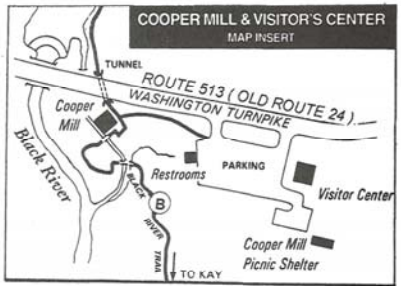 COOPER MILL & VISITOR'S CENTER
MAP INSERT
TUNNEL
ROUTE 513 ( OLD ROUTE 24 )
WASHINGTON TURNPIKE
Cooper
Mill
Black River
Restrooms
PARKING
Visitor Center
BLACK
B
RIVER
TRAIL
Cooper Mill
Picnic Shelter
TO KAY